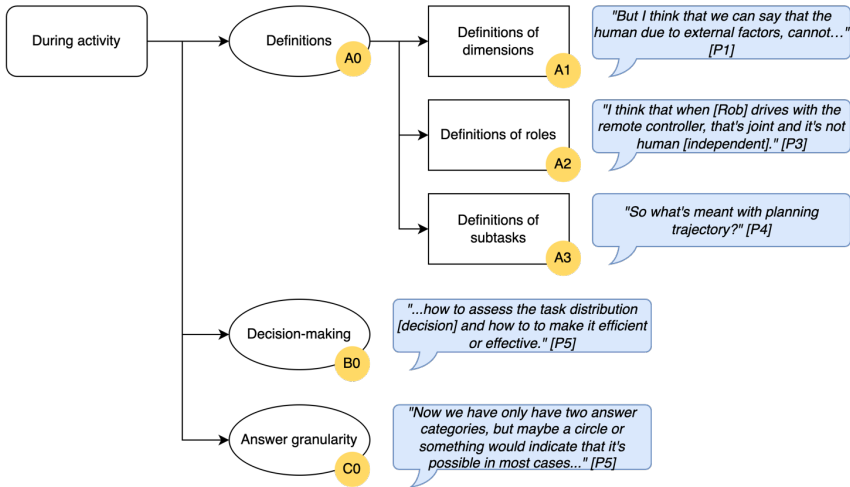 During activity
Definitions
A0
Definitions of
dimensions
A1
"But I think that we can say that the
human due to external factors, cannot…"
[P1]
Definitions of roles
A2
"I think that when [Rob] drives with the
remote controller, that's joint and it's not
human [independent]." [P3]
Definitions of
subtasks
A3
"So what's meant with planning
trajectory?" [P4]
Decision-making
B0
"...how to assess the task distribution
[decision] and how to to make it efficient
or effective." [P5]
Answer granularity
C0
"Now we have only have two answer
categories, but maybe a circle or
something would indicate that it's
possible in most cases..." [P5]